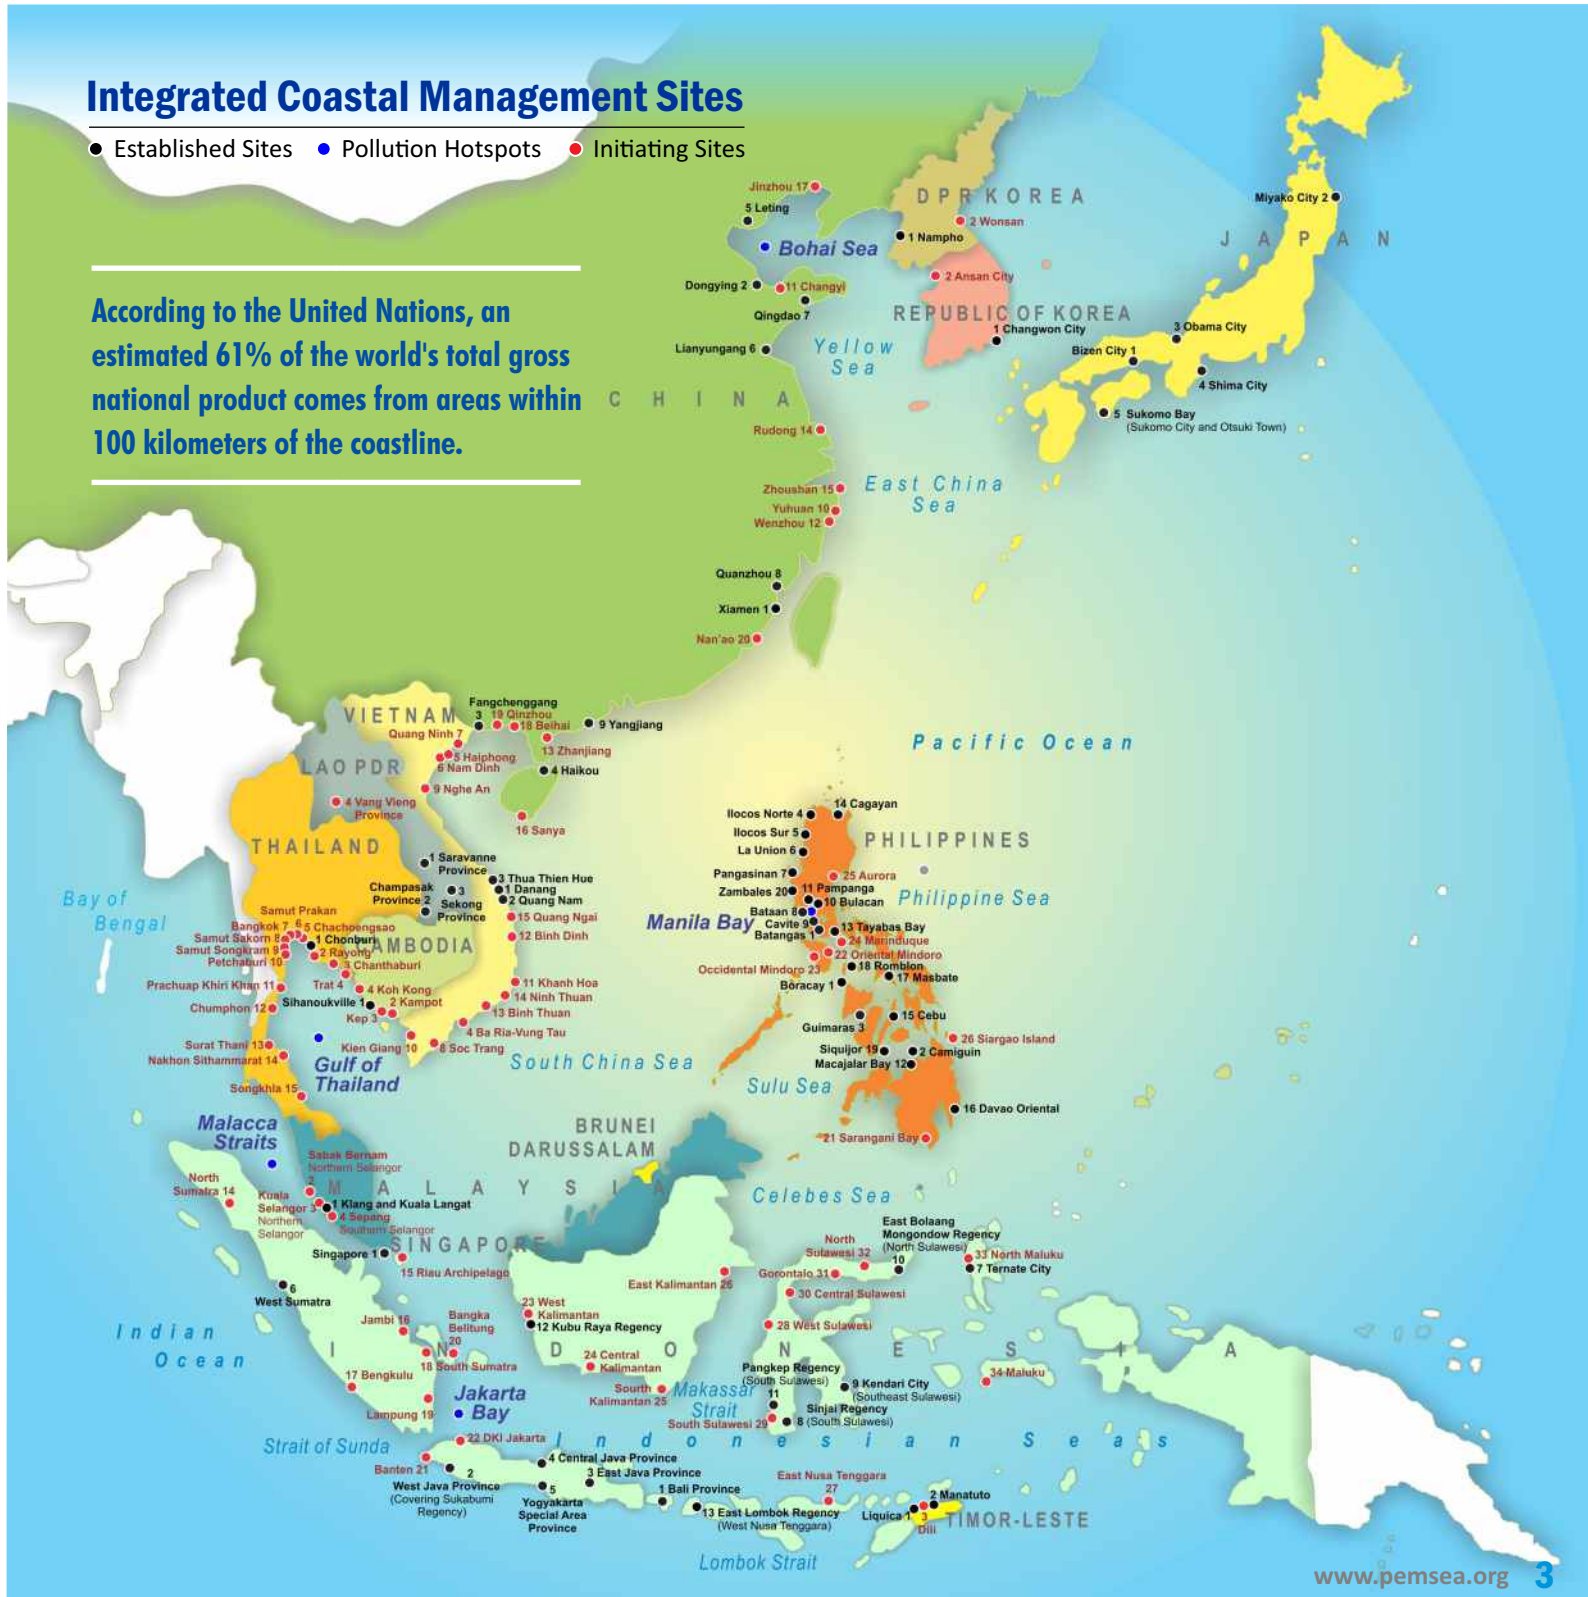 Integrated Coastal Management Sites
Established Sites
Pollution Hotspots
Initiating Sites
According to the United Nations, an
estimated 61% of the world's total gross
national product comes from areas within
100 kilometers of the coastline.
Jinzhou 17
5 Leting
Bohai Sea
Dongying 2
11 Changyi
Qingdao 7
Lianyungang 6
Yellow
Sea
CHINA
Rudong 14
Zhoushan 15
Yuhuan 10
Wenzhou 12
East China
Sea
Quanzhou 8
Xiamen 1
Nan'ao 20
DPR KOREA
2 Wonsan
1 Nampho
2 Ansan City
REPUBLIC OF KOREA
1 Changwon City
Miyako City 2
JAPAN
3 Obama City
Bizen City 1
4 Shima City
5 Sukomo Bay
(Sukomo City and Otsuki Town)
VIETNAM
Fangchenggang
3
19 Qinzhou
18 Beihai
9 Yangjiang
Quang Ninh 7
5 Haiphong
6 Nam Dinh
13 Zhanjiang
4 Haikou
LAO PDR
9 Nghe An
4 Vang Vieng
Province
16 Sanya
THAILAND
1 Saravanne
Province
3 Thua Thien Hue
1 Danang
2 Quang Nam
Champasak
Province 2
3
Sekong
Province
15 Quang Ngai
12 Binh Dinh
Bay of
Bengal
Samut Prakan
6
Bangkok 7
5 Chachoengsao
Samut Sakorn 8
1 Chonburi
Samut Songkram 9
2 Rayong
Petchaburi 10
3 Chanthaburi
CAMBODIA
Prachuap Khiri Khan 11
Trat 4
4 Koh Kong
11 Khanh Hoa
14 Ninh Thuan
Chumphon 12
Sihanoukville 1
2 Kampot
Kep 3
13 Binh Thuan
4 Ba Ria-Vung Tau
Surat Thani 13
Kien Giang 10
8 Soc Trang
Nakhon Sithammarat 14
Gulf of
Thailand
Songkhla 15
South China Sea
Pacific Ocean
Ilocos Norte 4
14 Cagayan
Ilocos Sur 5
PHILIPPINES
La Union 6
Pangasinan 7
25 Aurora
Zambales 20
11 Pampanga
Philippine Sea
Bataan 8
10 Bulacan
Manila Bay
Cavite 9
Batangas 1
13 Tayabas Bay
24 Marinduque
22 Oriental Mindoro
Occidental Mindoro 23
18 Romblon
17 Masbate
Boracay 1
Guimaras 3
15 Cebu
26 Siargao Island
Siquijor 19
2 Camiguin
Macajalar Bay 12
Sulu Sea
16 Davao Oriental
21 Sarangani Bay
Malacca
Straits
BRUNEI
DARUSSALAM
North
Sumatra 14
Sabak Bernam
Northern Selangor
2
MALAYSIA
Kuala
Selangor 3
Northern
Selangor
1 Klang and Kuala Langat
4 Sepang
Southern Selangor
Celebes Sea
Singapore 1
SINGAPORE
15 Riau Archipelago
East Bolaang
Mongondow Regency
(North Sulawesi)
10
North
Sulawesi 32
33 North Maluku
7 Ternate City
Gorontalo 31
East Kalimantan 26
30 Central Sulawesi
6
West Sumatra
23 West
Kalimantan
12 Kubu Raya Regency
28 West Sulawesi
Jambi 16
Bangka
Belitung
20
Indian
Ocean
INDONESIA
18 South Sumatra
24 Central
Kalimantan
Pangkep Regency
(South Sulawesi)
11
34 Maluku
17 Bengkulu
Sourth
Kalimantan 25
Makassar
Strait
9 Kendari City
(Southeast Sulawesi)
Lampung 19
Jakarta
Bay
South Sulawesi 29
Sinjai Regency
8 (South Sulawesi)
Strait of Sunda
22 DKI Jakarta
Indonesian Seas
Banten 21
2
West Java Province
(Covering Sukabumi
Regency)
4 Central Java Province
3 East Java Province
5
Yogyakarta
Special Area
Province
1 Bali Province
East Nusa Tenggara
27
13 East Lombok Regency
(West Nusa Tenggara)
2 Manatuto
Liquica 1
3
Dili
TIMOR-LESTE
Lombok Strait
www.pemsea.org 3